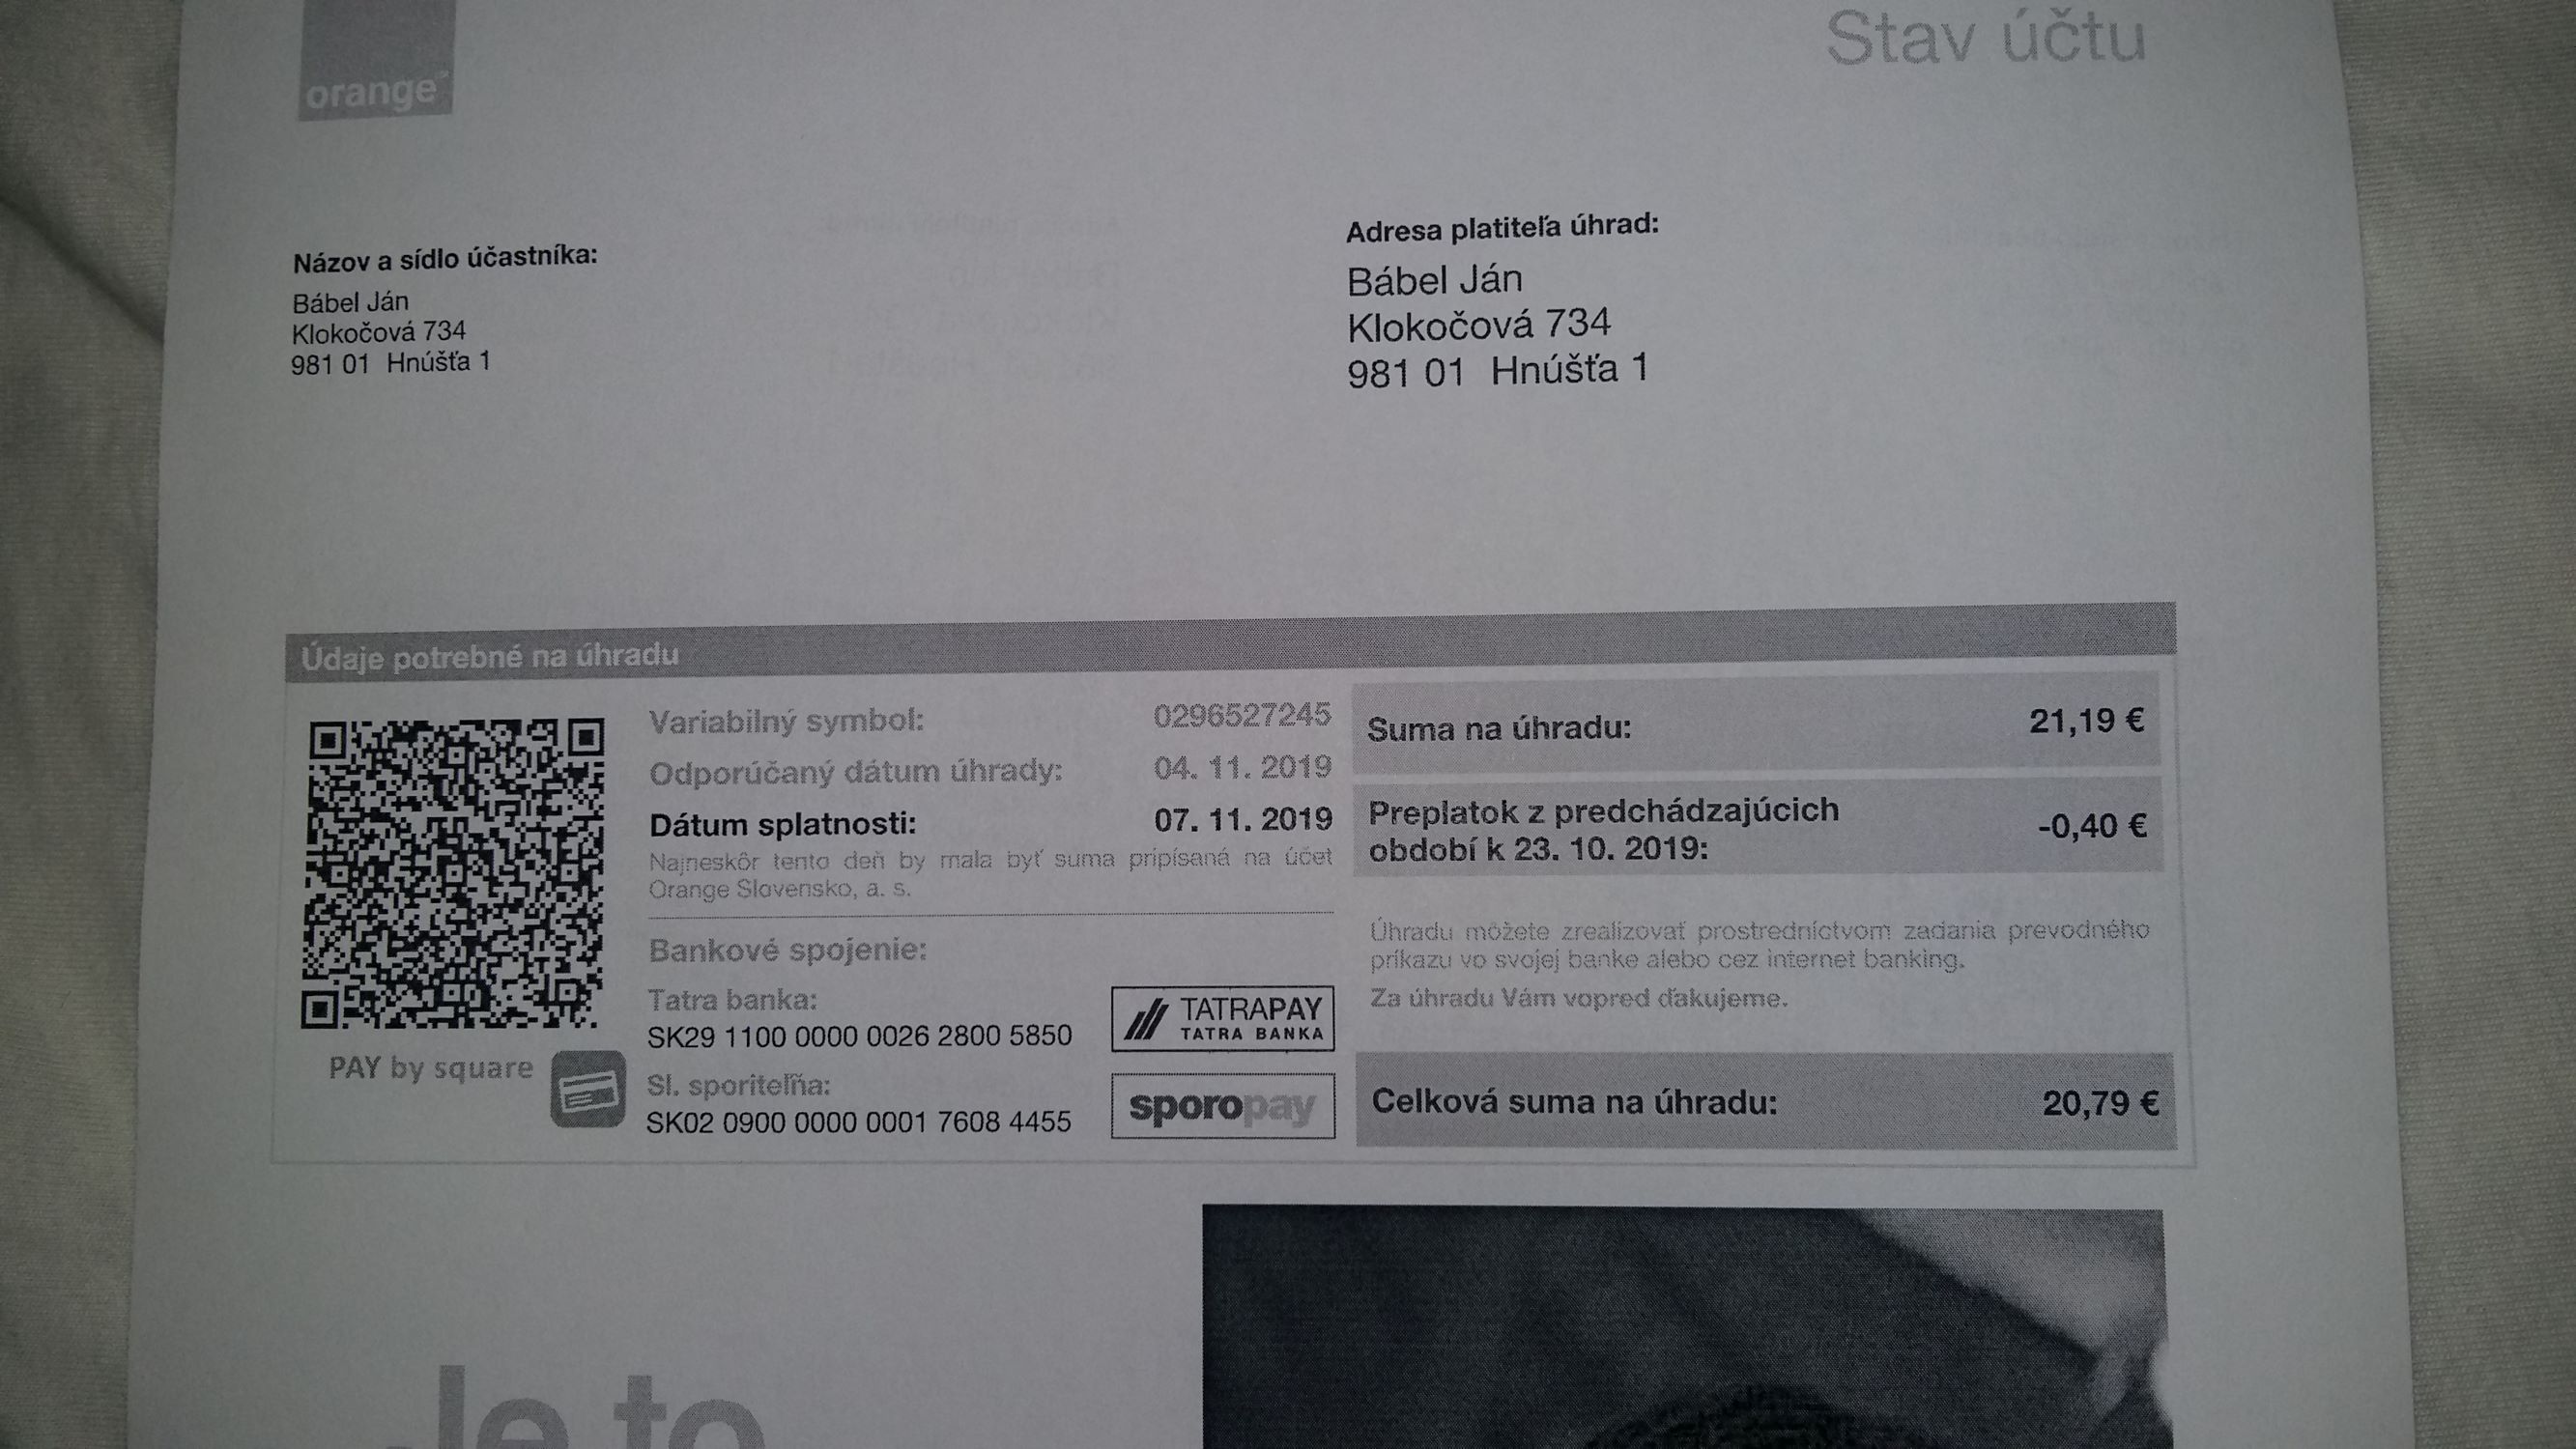 orange
Stav účtu
Názov a sídlo účastníka:
Bábel Ján
Klokočová 734
981 01 Hnúšťa 1
Adresa platiteľa úhrad:
Bábel Ján
Klokočová 734
981 01 Hnúšťa 1
Údaje potrebné na úhradu
PAY by square
Variabilný symbol: 0296527245
Odporúčaný dátum úhrady: 04. 11. 2019
Dátum splatnosti: 07. 11. 2019
Najneskôr tento deň by mala byť suma pripísaná na účet
Orange Slovensko, a. s.
Bankové spojenie:
Tatra banka:
SK29 1100 0000 0026 2800 5850
TATRAPAY
TATRA BANKA
Sl. sporiteľňa:
SK02 0900 0000 0001 7608 4455
sporopay
Suma na úhradu: 21,19 €
Preplatok z predchádzajúcich
období k 23. 10. 2019: -0,40 €
Úhradu môžete zrealizovať prostredníctvom zadania prevodného
príkazu vo svojej banke alebo cez internet banking.
Za úhradu Vám vopred ďakujeme.
Celková suma na úhradu: 20,79 €